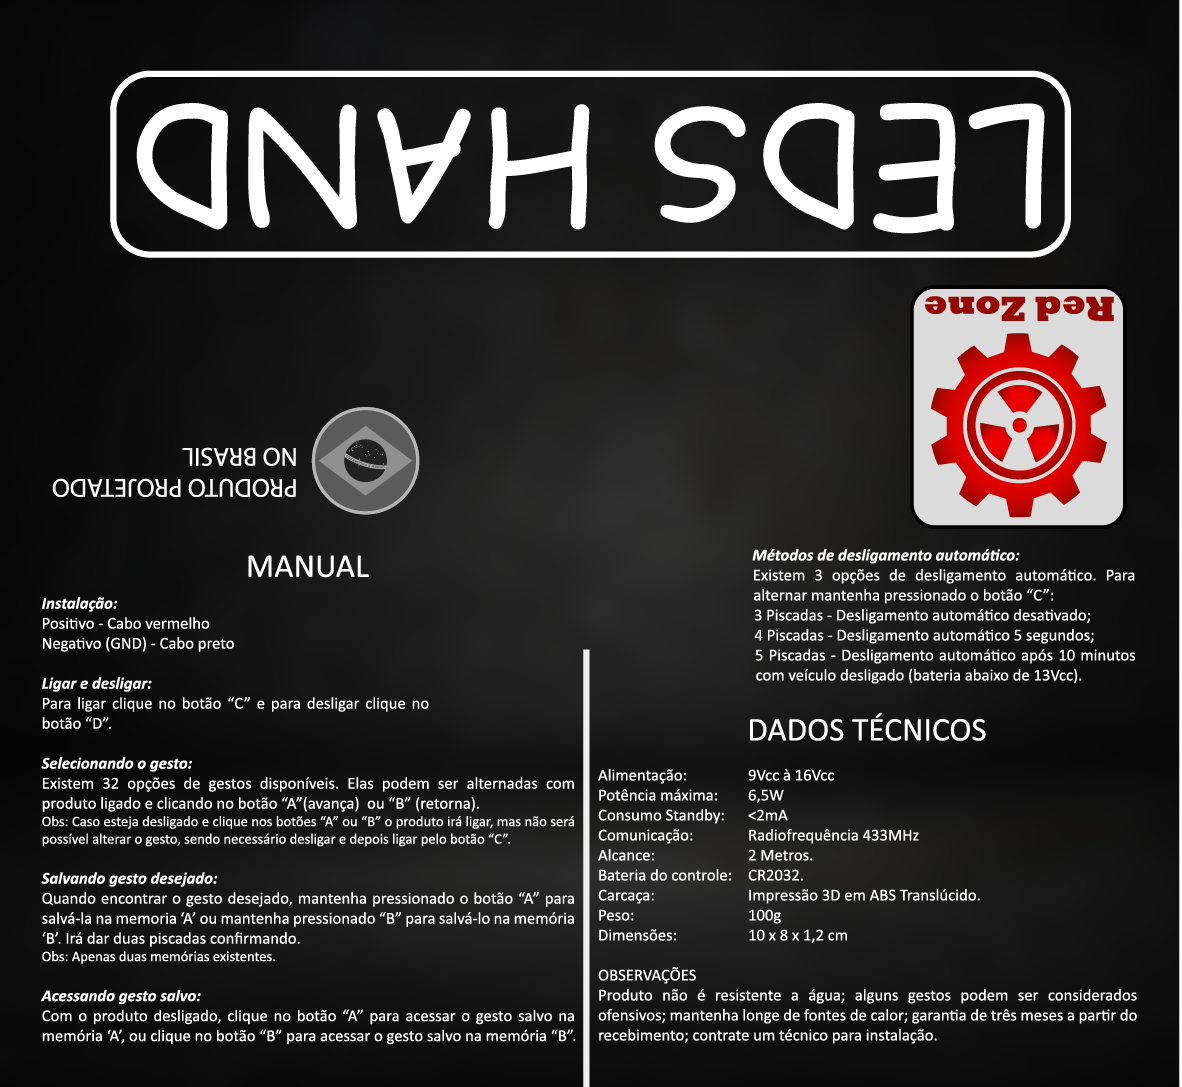 LEDS HAND
Red Zone
PRODUTO PROJETADO
NO BRASIL
MANUAL
Instalação:
Positivo - Cabo vermelho
Negativo (GND) - Cabo preto
Ligar e desligar:
Para ligar clique no botão “C” e para desligar clique no
botão “D”.
Selecionando o gesto:
Existem 32 opções de gestos disponíveis. Elas podem ser alternadas com
produto ligado e clicando no botão “A”(avança) ou “B” (retorna).
Obs: Caso esteja desligado e clique nos botões “A” ou “B” o produto irá ligar, mas não será
possível alterar o gesto, sendo necessário desligar e depois ligar pelo botão “C”.
Salvando gesto desejado:
Quando encontrar o gesto desejado, mantenha pressionado o botão “A” para
salvá-la na memoria ‘A’ ou mantenha pressionado “B” para salvá-lo na memória
‘B’. Irá dar duas piscadas confirmando.
Obs: Apenas duas memórias existentes.
Acessando gesto salvo:
Com o produto desligado, clique no botão “A” para acessar o gesto salvo na
memória ‘A’, ou clique no botão “B” para acessar o gesto salvo na memória “B”.
Métodos de desligamento automático:
Existem 3 opções de desligamento automático. Para
alternar mantenha pressionado o botão “C”:
3 Piscadas - Desligamento automático desativado;
4 Piscadas - Desligamento automático 5 segundos;
5 Piscadas - Desligamento automático após 10 minutos
com veículo desligado (bateria abaixo de 13Vcc).
DADOS TÉCNICOS
Alimentação: 9Vcc à 16Vcc
Potência máxima: 6,5W
Consumo Standby: <2mA
Comunicação: Radiofrequência 433MHz
Alcance: 2 Metros.
Bateria do controle: CR2032.
Carcaça: Impressão 3D em ABS Translúcido.
Peso: 100g
Dimensões: 10 x 8 x 1,2 cm
OBSERVAÇÕES
Produto não é resistente a água; alguns gestos podem ser considerados
ofensivos; mantenha longe de fontes de calor; garantia de três meses a partir do
recebimento; contrate um técnico para instalação.